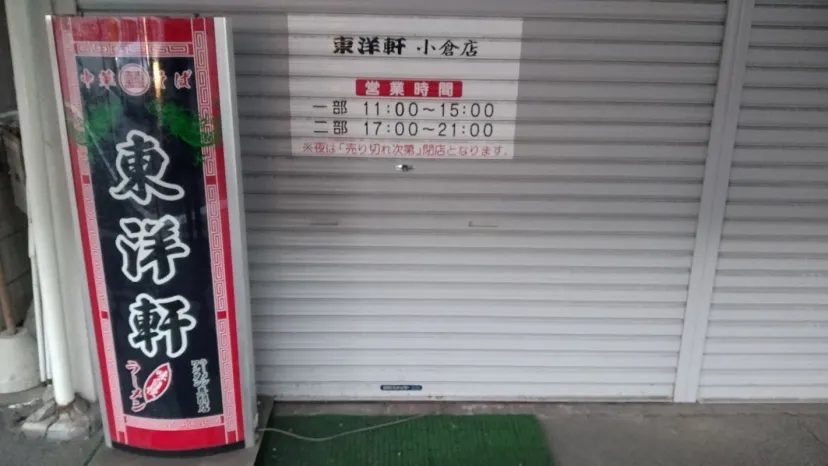 中華そば
東洋軒
ラーメン
東洋軒 小倉店
営業時間
一部 11:00～15:00
二部 17:00～21:00
※夜は「売り切れ次第」閉店となります。